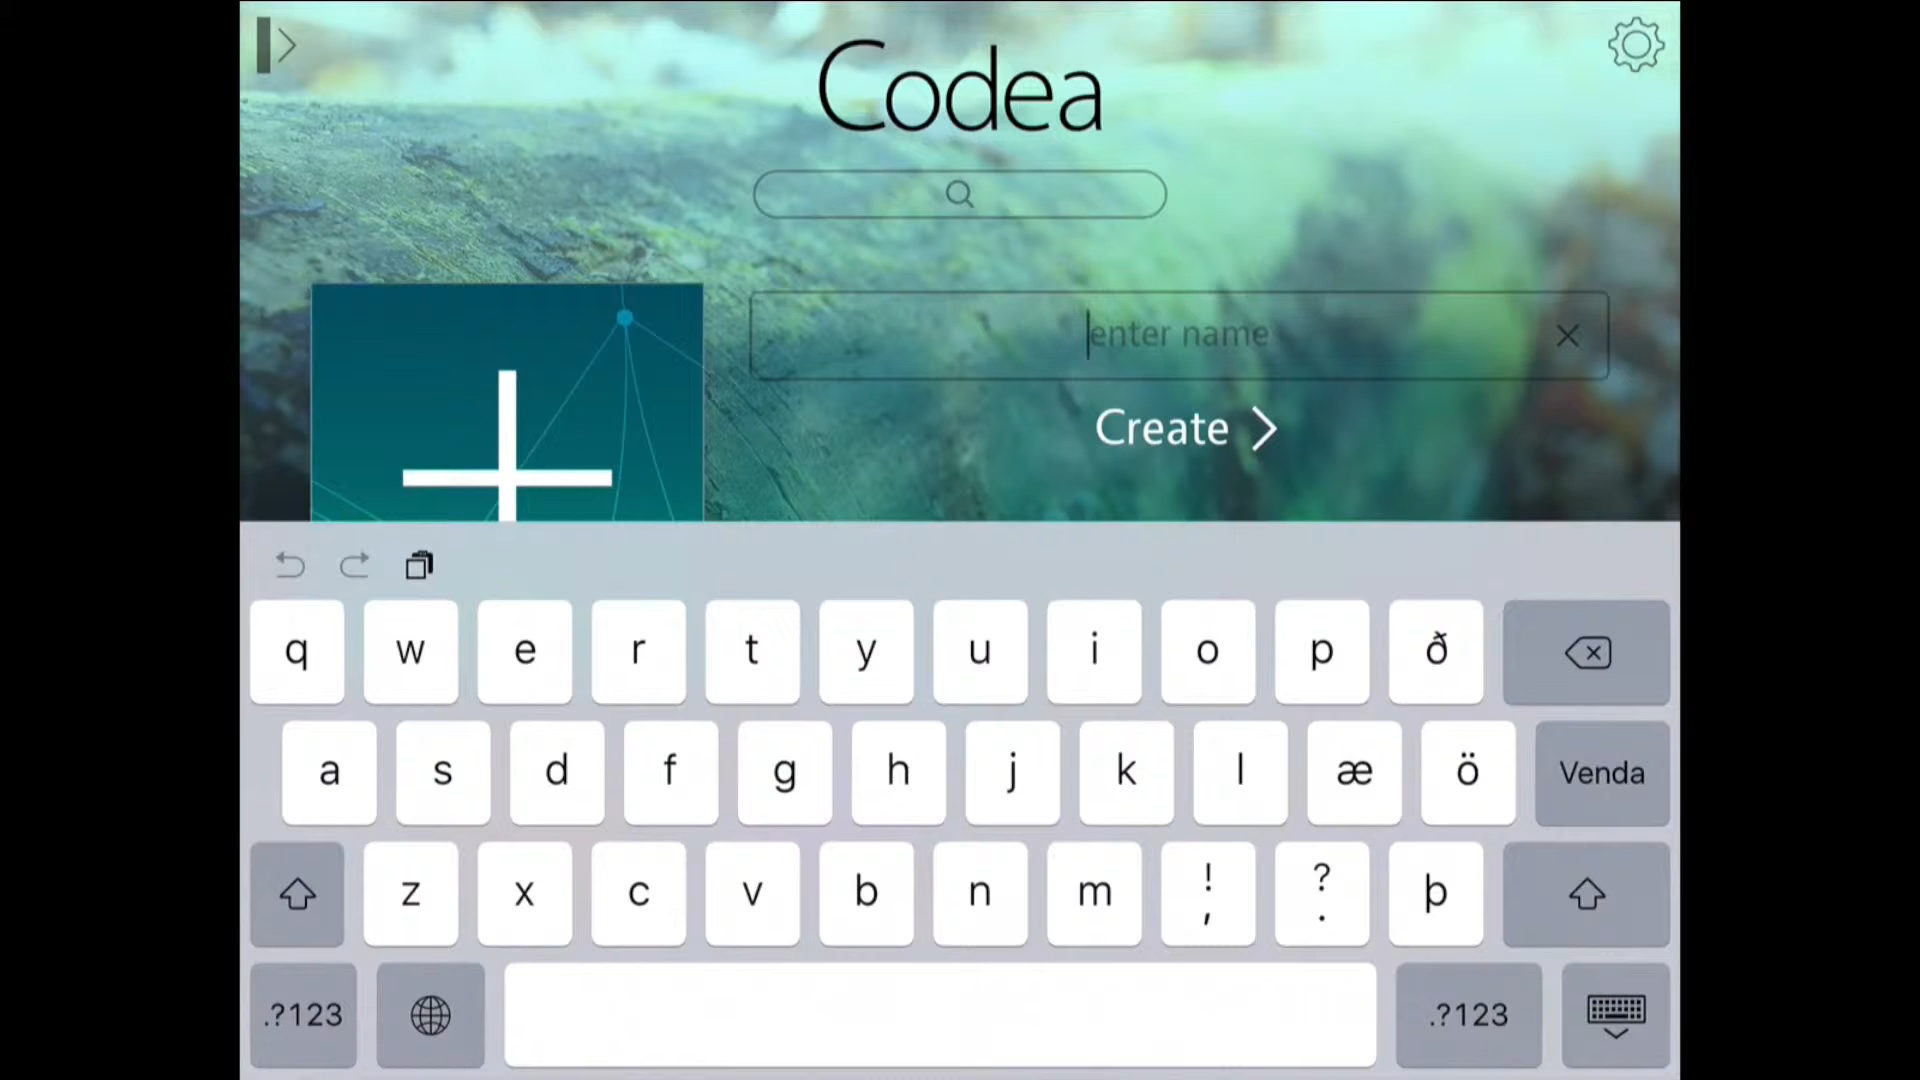 Codea
enter name
Create
q w e r t y u i o p ð
a s d f g h j k l æ ö Venda
z x c v b n m ! , ? . þ
.?123 .?123